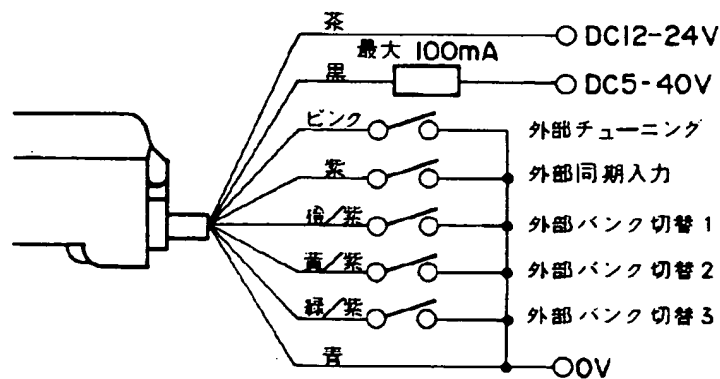 茶 DC12-24V
最大 100mA
黒 DC5-40V
ピンク 外部チューニング
紫 外部同期入力
橙/紫 外部バンク切替1
黄/紫 外部バンク切替2
緑/紫 外部バンク切替3
青 0V